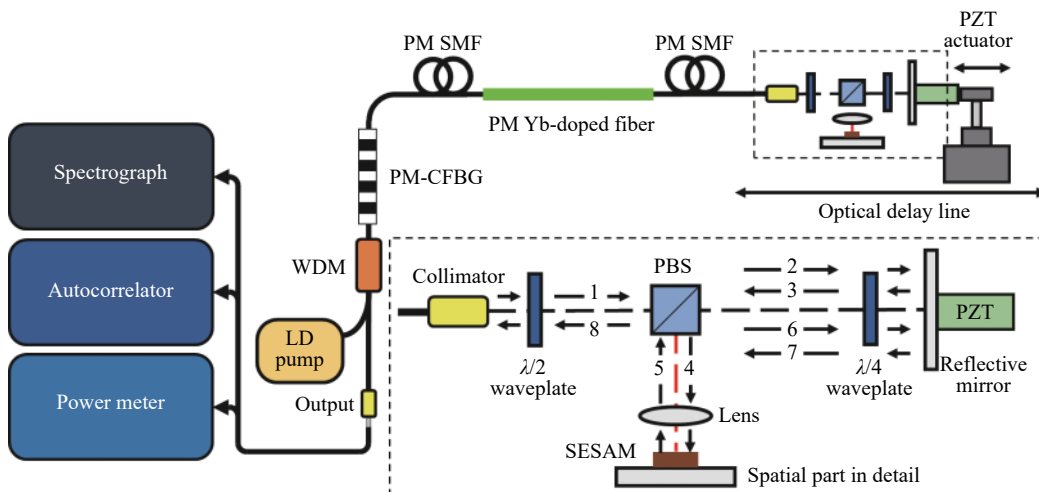 PM SMF
PM SMF
PZT
actuator
PM Yb-doped fiber
Spectrograph
PM-CFBG
Optical delay line
WDM
Autocorrelator
LD
pump
Power meter
Output
Collimator
1
8
λ/2
waveplate
PBS
2
3
6
7
λ/4
waveplate
PZT
Reflective
mirror
5
4
Lens
SESAM
Spatial part in detail